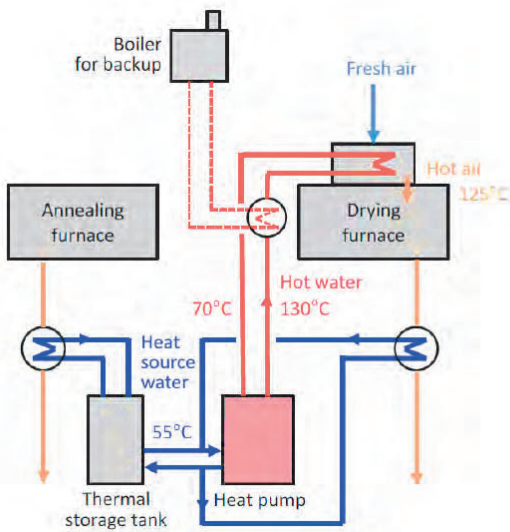 Boiler
for backup
Fresh air
Hot air
125°C
Annealing
furnace
Drying
furnace
Hot water
70°C
130°C
Heat
source
water
55°C
Thermal
storage tank
Heat pump